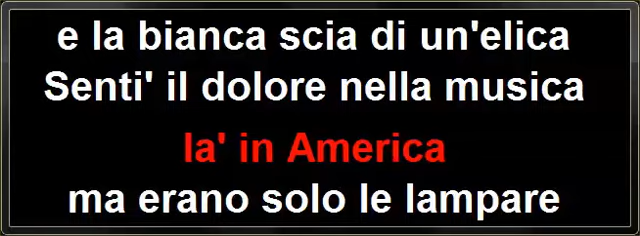 e la bianca scia di un'elica
Senti' il dolore nella musica
la' in America
ma erano solo le lampare